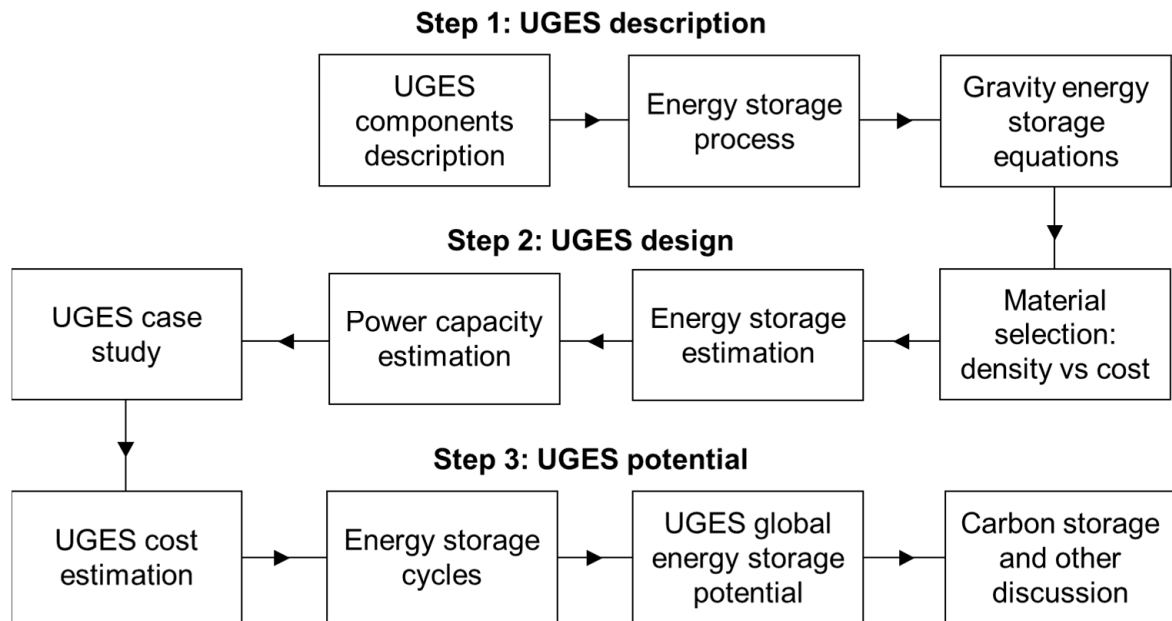 Step 1: UGES description
UGES
components
description
Energy storage
process
Gravity energy
storage
equations
Step 2: UGES design
UGES case
study
Power capacity
estimation
Energy storage
estimation
Material
selection:
density vs cost
Step 3: UGES potential
UGES cost
estimation
Energy storage
cycles
UGES global
energy storage
potential
Carbon storage
and other
discussion